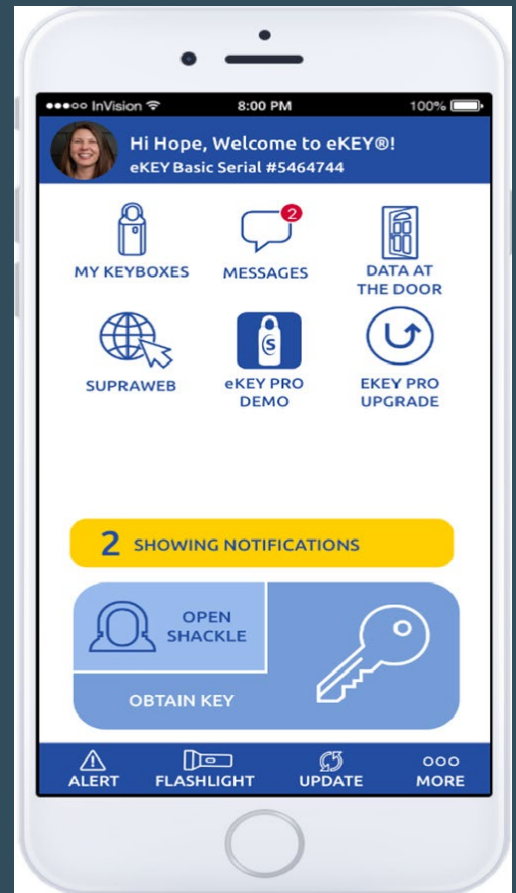 InVision
8:00 PM
100%
Hi Hope, Welcome to eKEY®!
eKEY Basic Serial #5464744
2
MY KEYBOXES
MESSAGES
DATA AT
THE DOOR
S
SUPRAWEB
eKEY PRO
DEMO
EKEY PRO
UPGRADE
2 SHOWING NOTIFICATIONS
OPEN
SHACKLE
OBTAIN KEY
ALERT
FLASHLIGHT
UPDATE
MORE